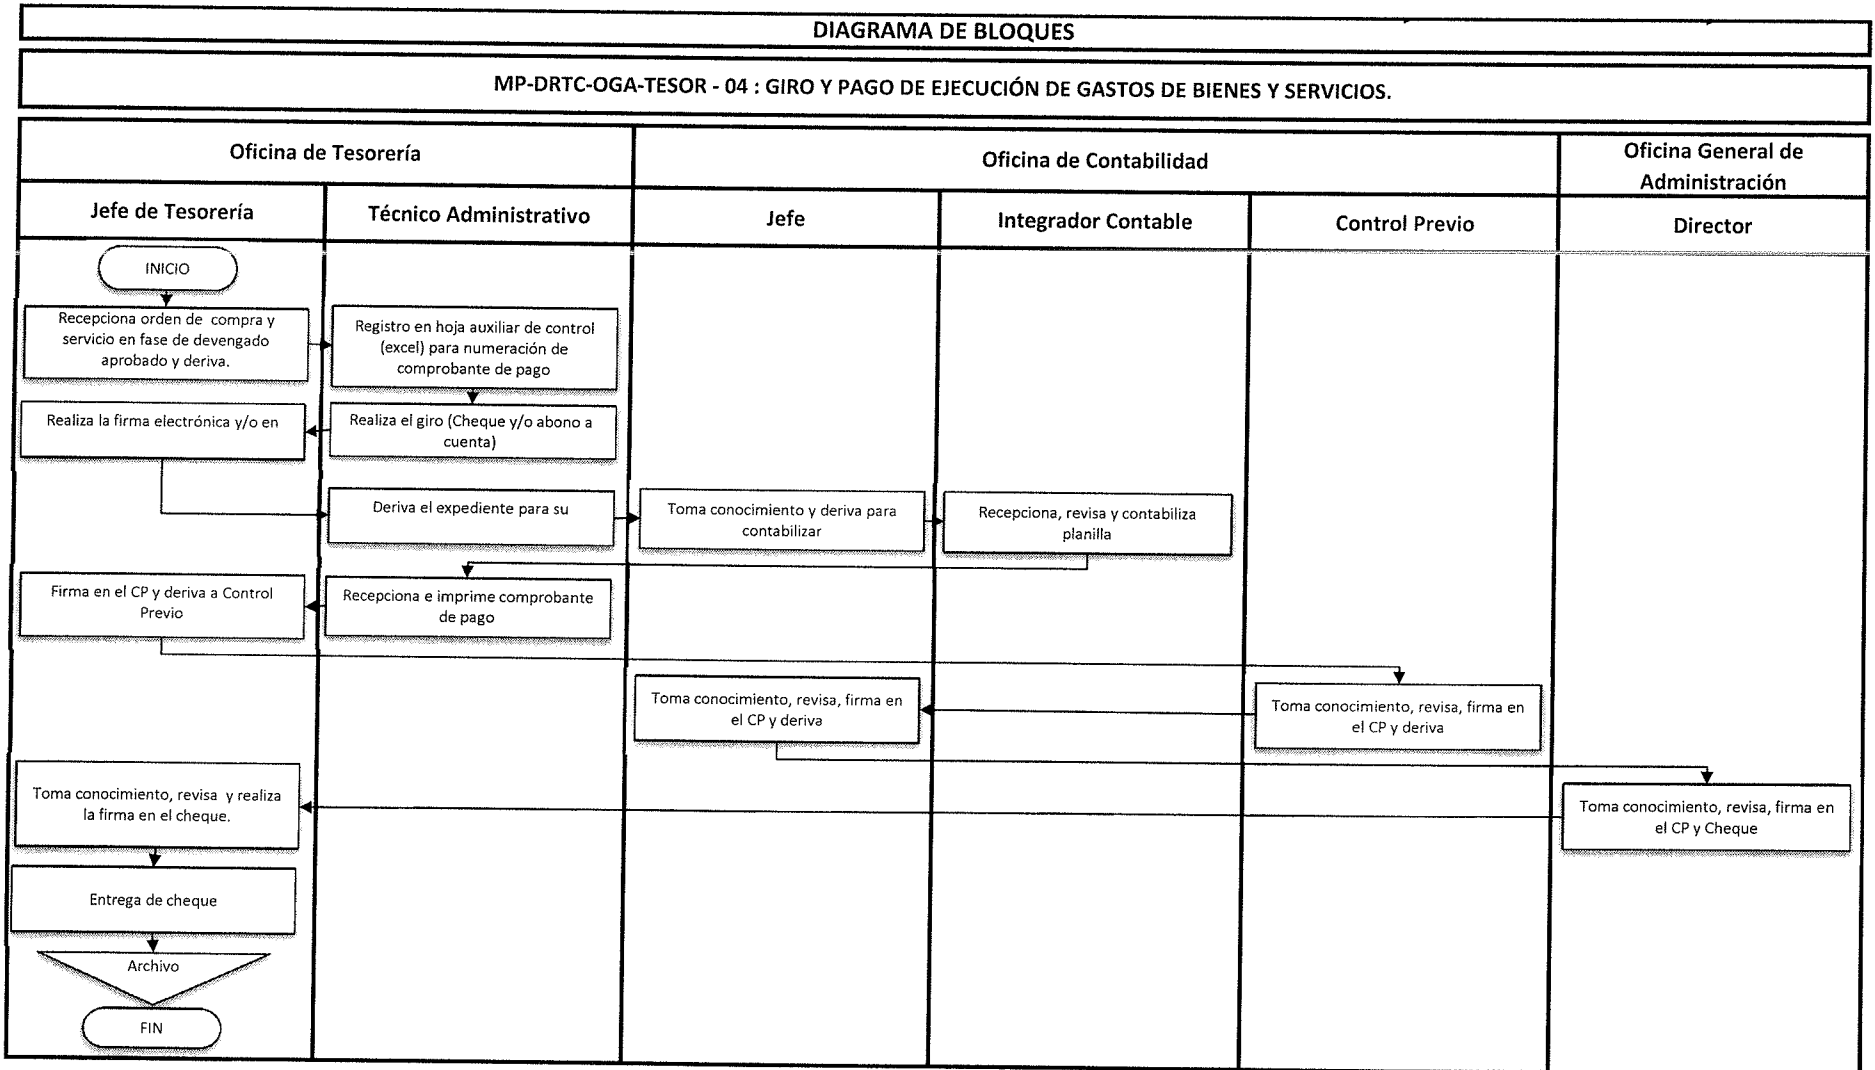 DIAGRAMA DE BLOQUES
MP-DRTC-OGA-TESOR - 04 : GIRO Y PAGO DE EJECUCIÓN DE GASTOS DE BIENES Y SERVICIOS.
Oficina de Tesorería
Oficina de Contabilidad
Oficina General de
Administración
Jefe de Tesorería
Técnico Administrativo
Jefe
Integrador Contable
Control Previo
Director
INICIO
Recepciona orden de compra y
servicio en fase de devengado
aprobado y deriva.
Registro en hoja auxiliar de control
(excel) para numeración de
comprobante de pago
Realiza la firma electrónica y/o en
Realiza el giro (Cheque y/o abono a
cuenta)
Deriva el expediente para su
Toma conocimiento y deriva para
contabilizar
Recepciona, revisa y contabiliza
planilla
Firma en el CP y deriva a Control
Previo
Recepciona e imprime comprobante
de pago
Toma conocimiento, revisa, firma en
el CP y deriva
Toma conocimiento, revisa, firma en
el CP y deriva
Toma conocimiento, revisa y realiza
la firma en el cheque.
Toma conocimiento, revisa, firma en
el CP y Cheque
Entrega de cheque
Archivo
FIN